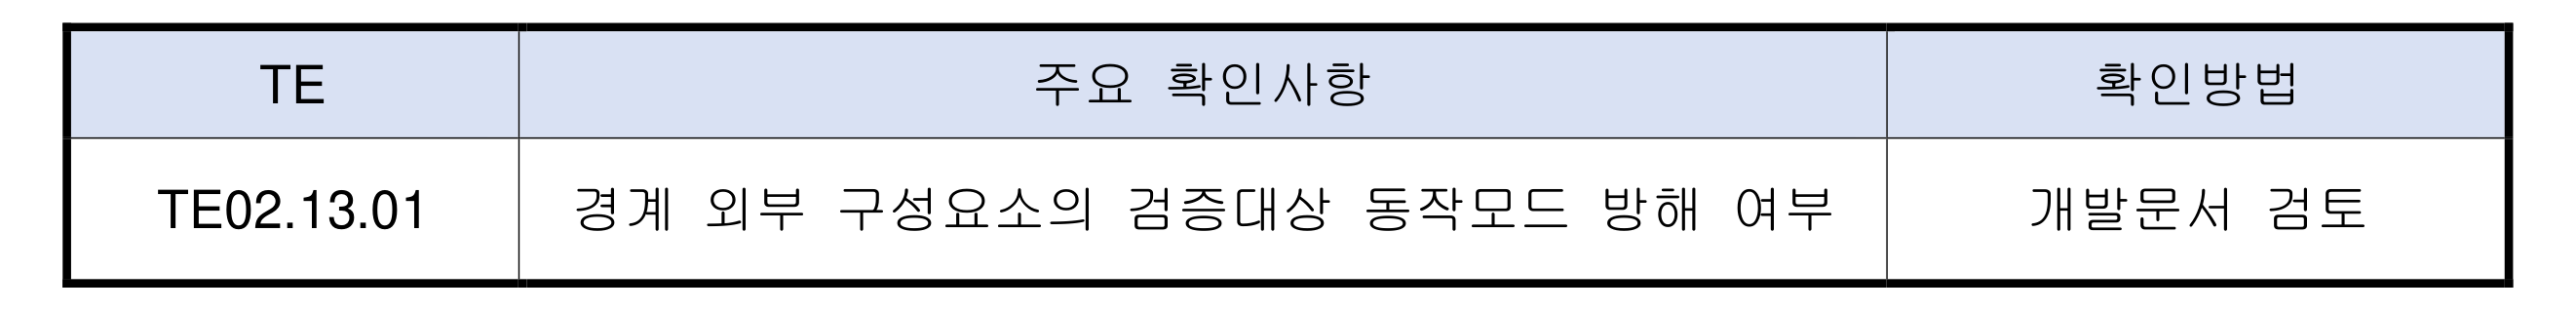 TE 주요 확인사항 확인방법
TE02.13.01 경계 외부 구성요소의 검증대상 동작모드 방해 여부 개발문서 검토